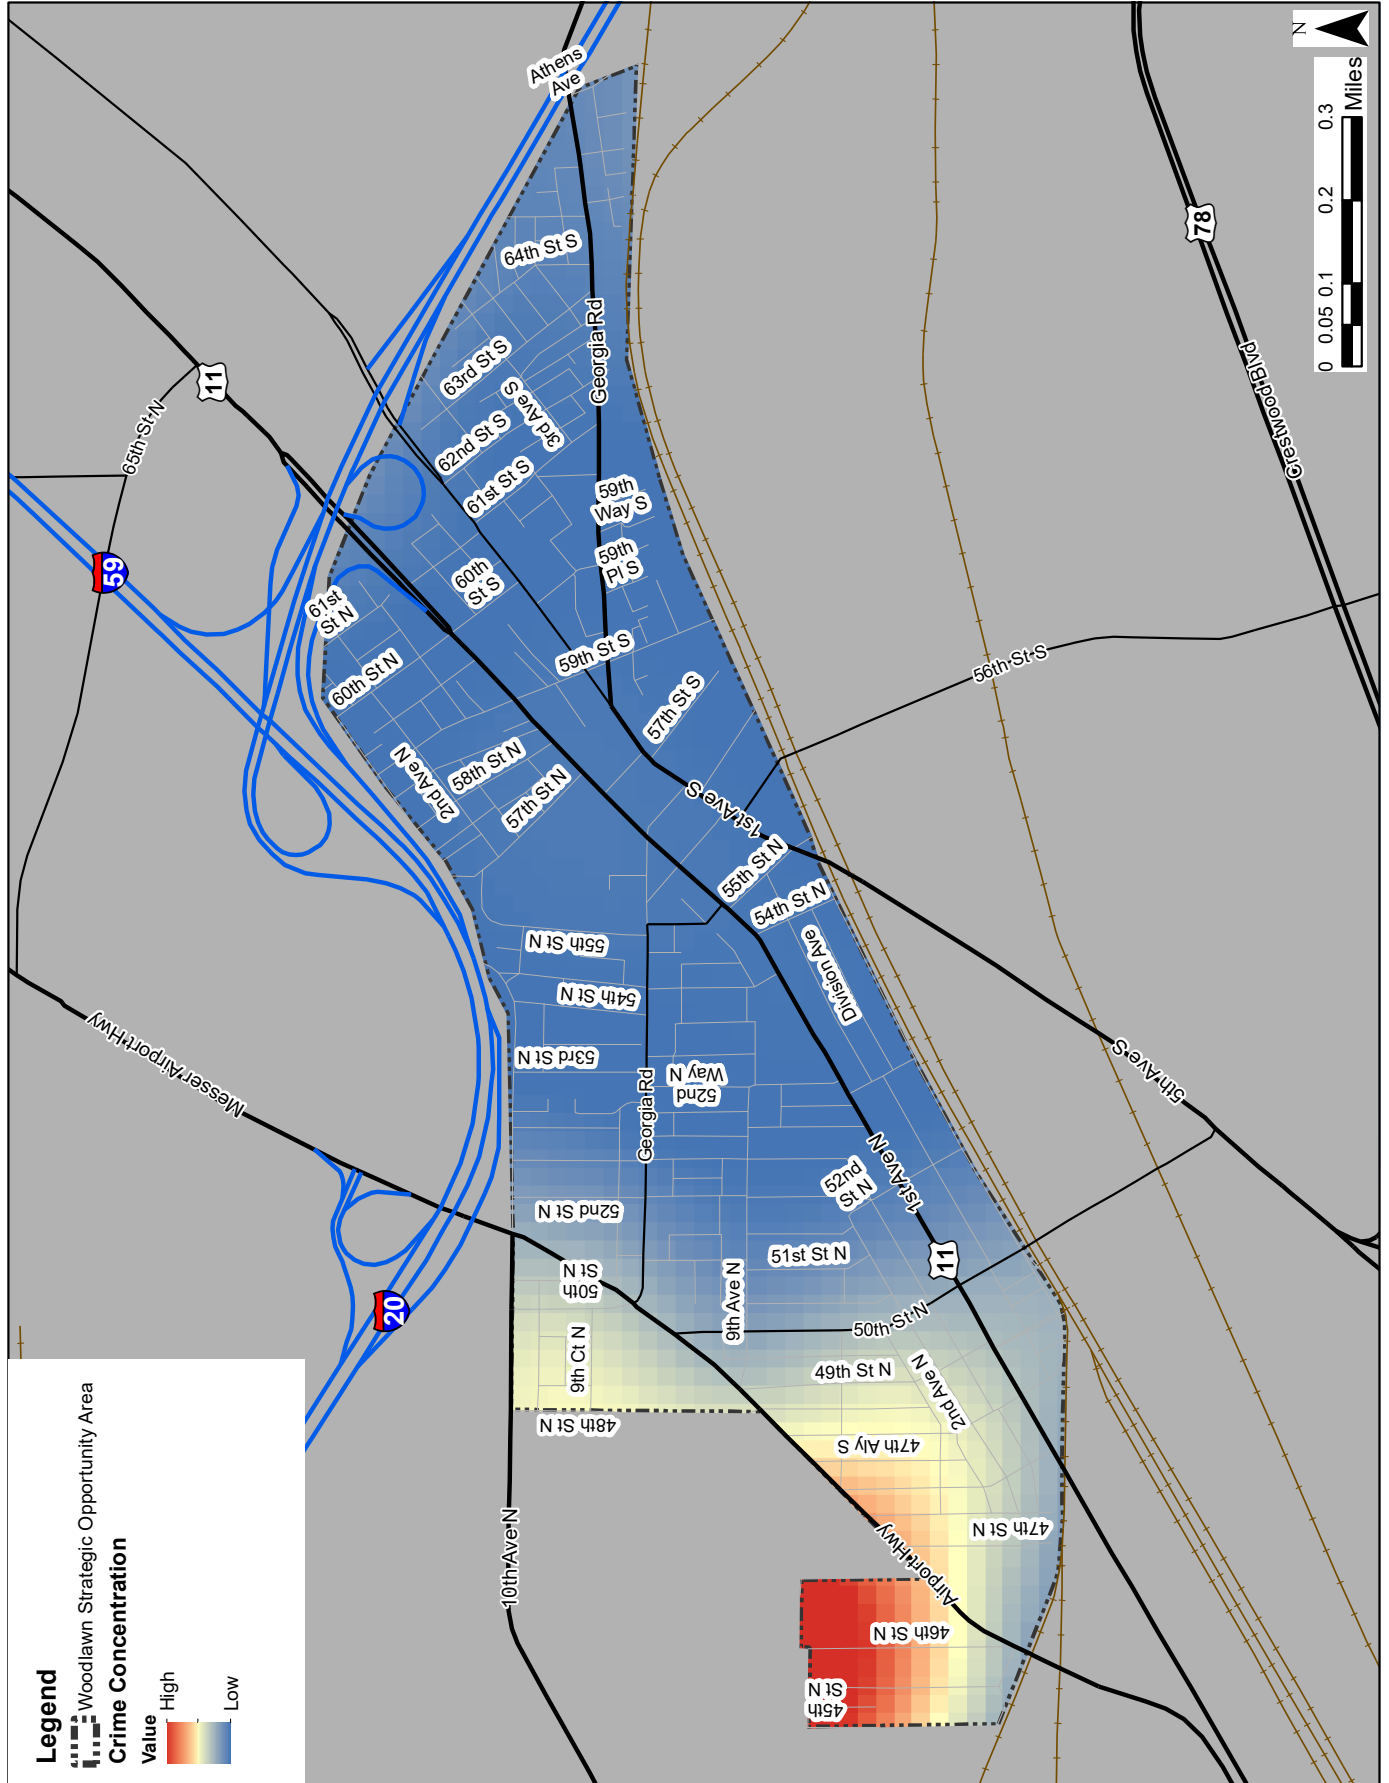 Legend
Woodlawn Strategic Opportunity Area
Crime Concentration
Value
High
Low
N
0 0.05 0.1 0.2 0.3
Miles
59
20
11
11
78
65th St N
Messer Airport Hwy
10th Ave N
Athens
Ave
64th St S
Georgia Rd
63rd St S
3rd Ave S
62nd St S
61st St S
59th
Way S
59th
Pl S
60th
St S
61st
St N
60th St N
59th St S
57th St S
56th St S
2nd Ave N
58th St N
57th St N
1st Ave S
55th St N
54th St N
Division Ave
55th St N
54th St N
53rd St N
52nd
Way N
Georgia Rd
52nd St N
52nd
St N
1st Ave N
51st St N
50th
St N
9th Ave N
50th St N
9th Ct N
49th St N
2nd Ave N
48th St N
47th Aly S
47th St N
Airport Hwy
46th St N
45th
St N
5th Ave S
Crestwood Blvd